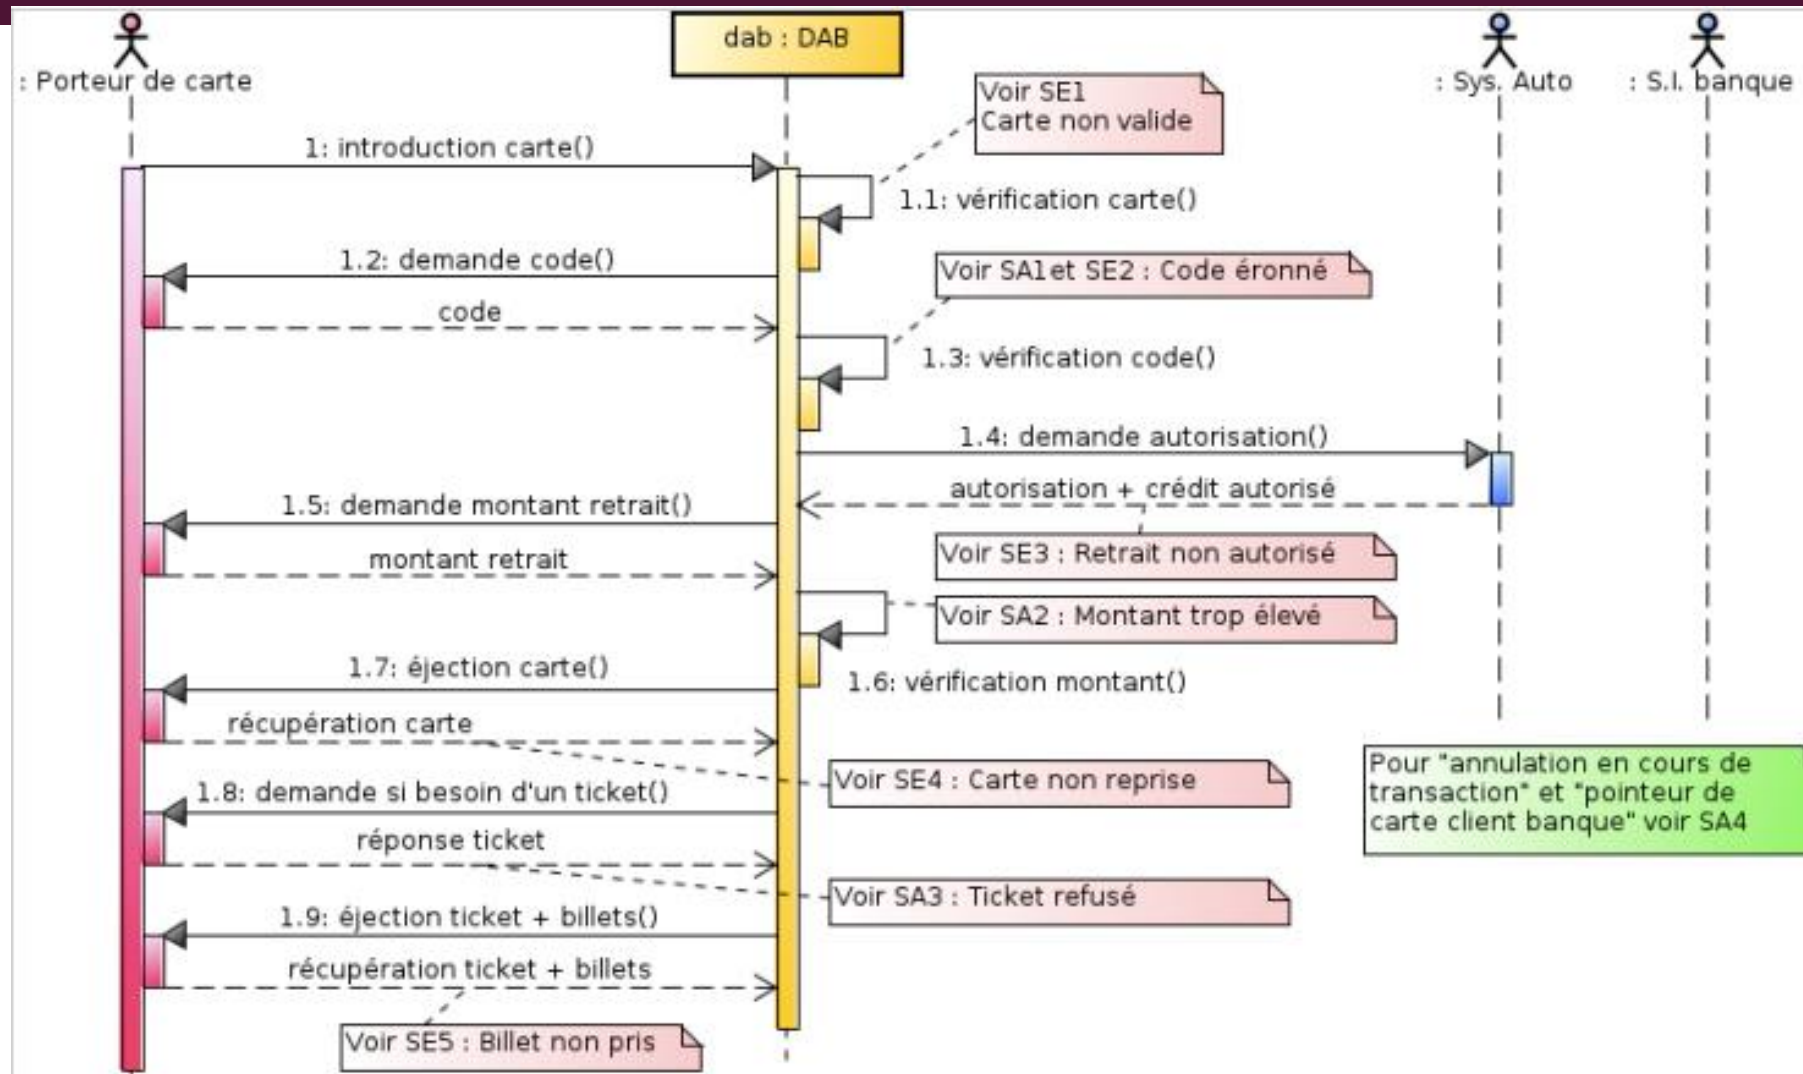 dab : DAB
: Porteur de carte
: Sys. Auto
: S.I. banque
Voir SE1
Carte non valide
1: introduction carte()
1.1: vérification carte()
1.2: demande code()
Voir SA1et SE2 : Code éronné
code
1.3: vérification code()
1.4: demande autorisation()
autorisation + crédit autorisé
1.5: demande montant retrait()
Voir SE3 : Retrait non autorisé
montant retrait
Voir SA2 : Montant trop élevé
1.7: éjection carte()
1.6: vérification montant()
récupération carte
Voir SE4 : Carte non reprise
Pour "annulation en cours de
transaction" et "pointeur de
carte client banque" voir SA4
1.8: demande si besoin d'un ticket()
réponse ticket
Voir SA3 : Ticket refusé
1.9: éjection ticket + billets()
récupération ticket + billets
Voir SE5 : Billet non pris